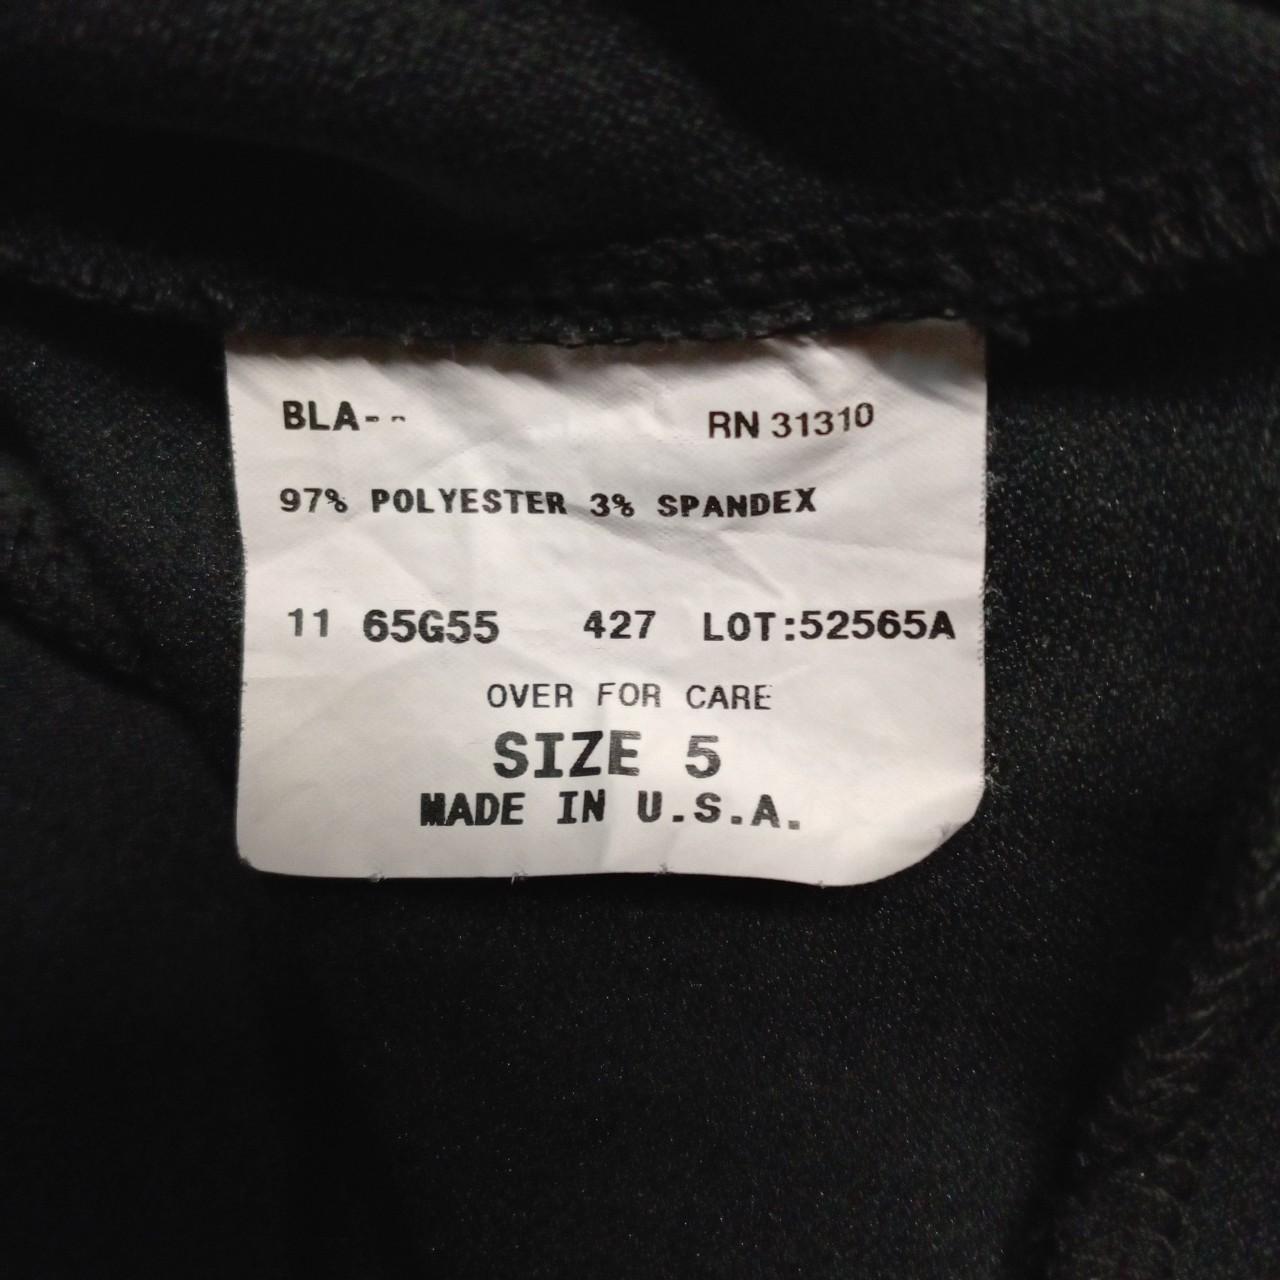 BLA-- RN 31310
97% POLYESTER 3% SPANDEX
11 65G55 427 LOT:52565A
OVER FOR CARE
SIZE 5
MADE IN U.S.A.